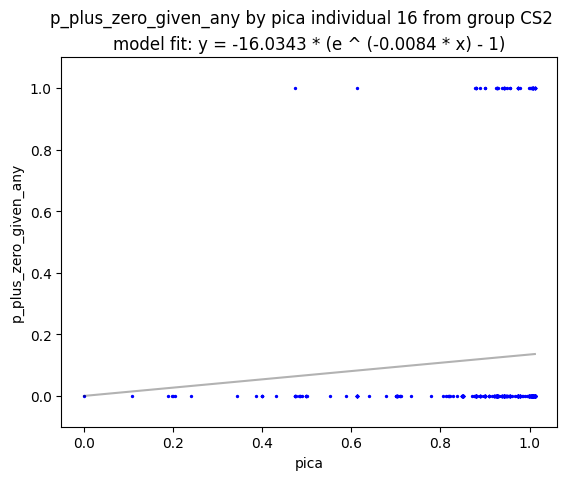 p_plus_zero_given_any by pica individual 16 from group CS2
model fit: y = -16.0343 * (e ^ (-0.0084 * x) - 1)
1.0
0.8
0.6
0.4
0.2
0.0
p_plus_zero_given_any
0.0 0.2 0.4 0.6 0.8 1.0
pica